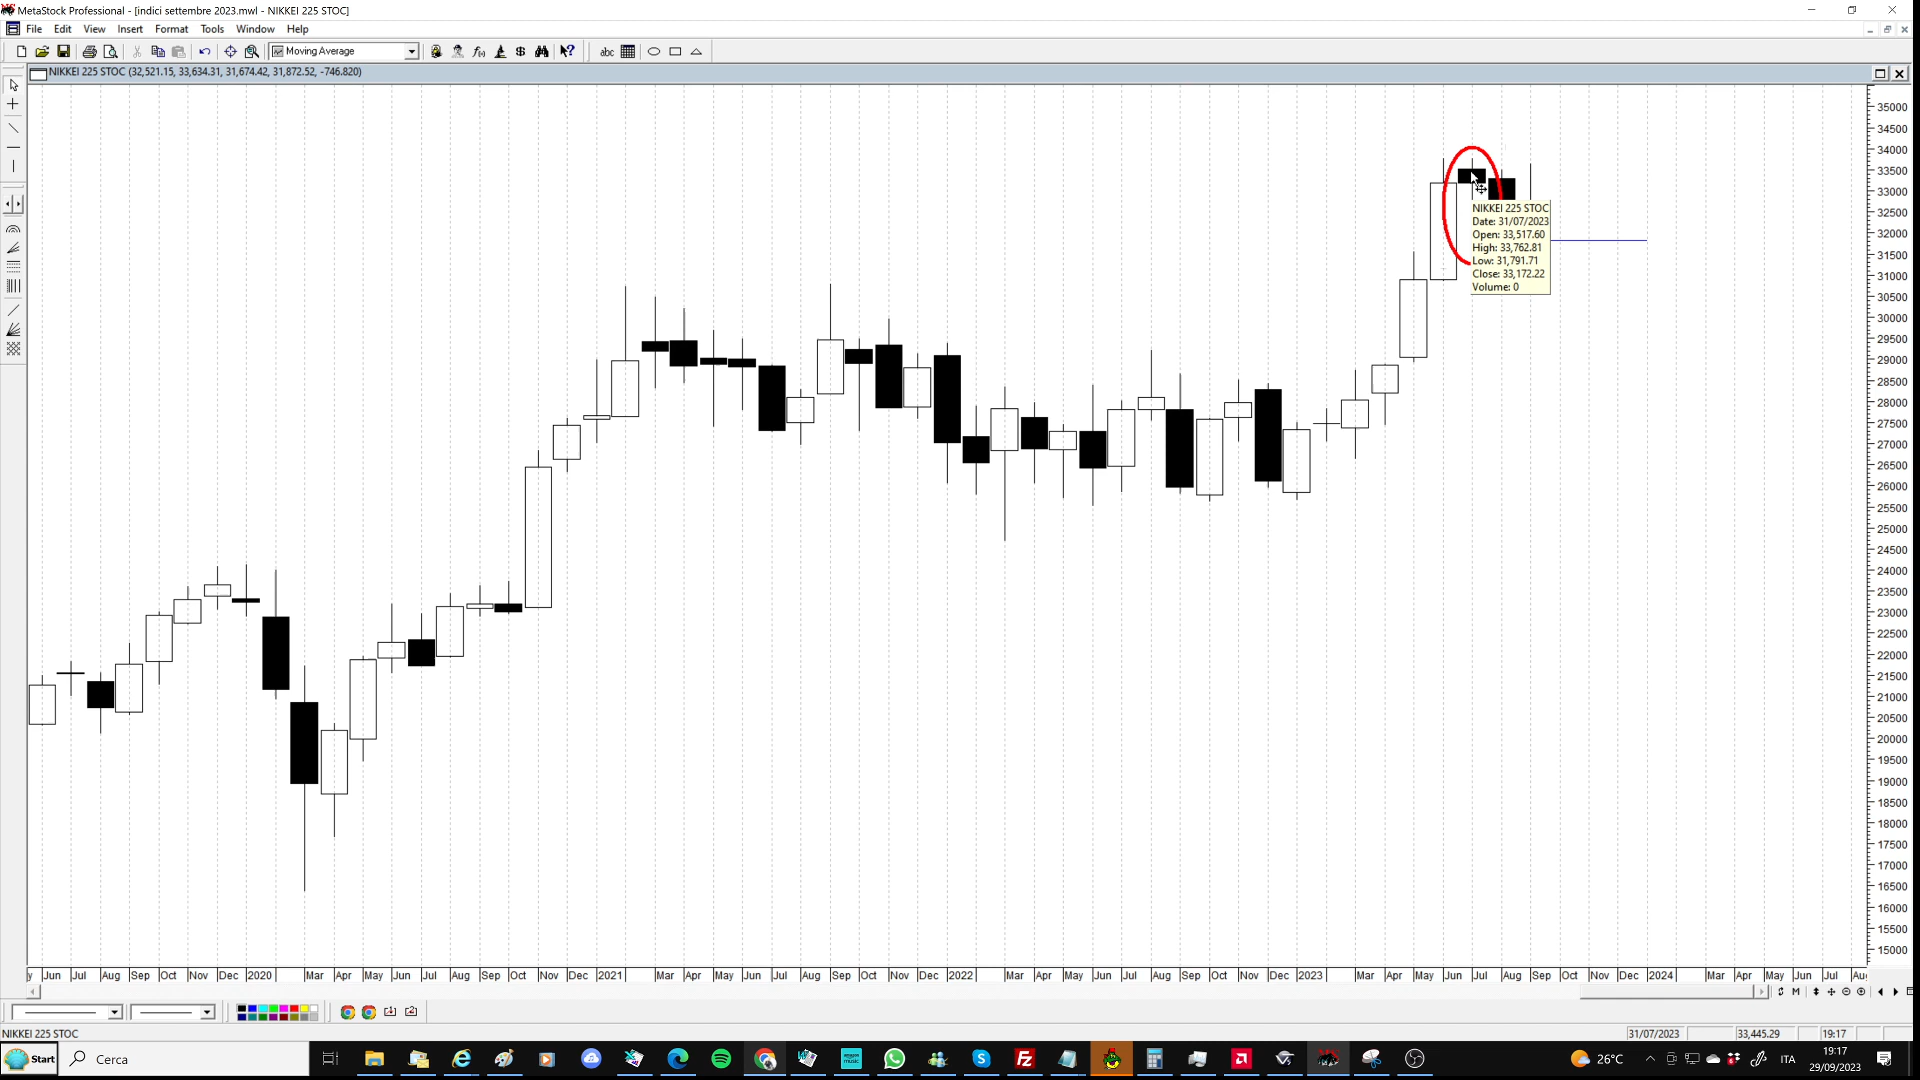 MetaStock Professional - [indici settembre 2023.mwl - NIKKEI 225 STOC]
File Edit View Insert Format Tools Window Help
Moving Average
abc
NIKKEI 225 STOC (32,521.15, 33,634.31, 31,674.42, 31,872.52, -746.820)
35000
34500
34000
33500
33000
32500
32000
31500
31000
30500
30000
29500
29000
28500
28000
27500
27000
26500
26000
25500
25000
24500
24000
23500
23000
22500
22000
21500
21000
20500
20000
19500
19000
18500
18000
17500
17000
16500
16000
15500
15000
NIKKEI 225 STOC
Date: 31/07/2023
Open: 33,517.60
High: 33,762.81
Low: 31,791.71
Close: 33,172.22
Volume: 0
y Jun Jul Aug Sep Oct Nov Dec 2020 Mar Apr May Jun Jul Aug Sep Oct Nov Dec 2021 Mar Apr May Jun Jul Aug Sep Oct Nov Dec 2022 Mar Apr May Jun Jul Aug Sep Oct Nov Dec 2023 Mar Apr May Jun Jul Aug Sep Oct Nov Dec 2024 Mar Apr May Jun Jul Au
M
NIKKEI 225 STOC 31/07/2023 33,445.29 19:17
Start Cerca 26°C ITA 19:17
29/09/2023